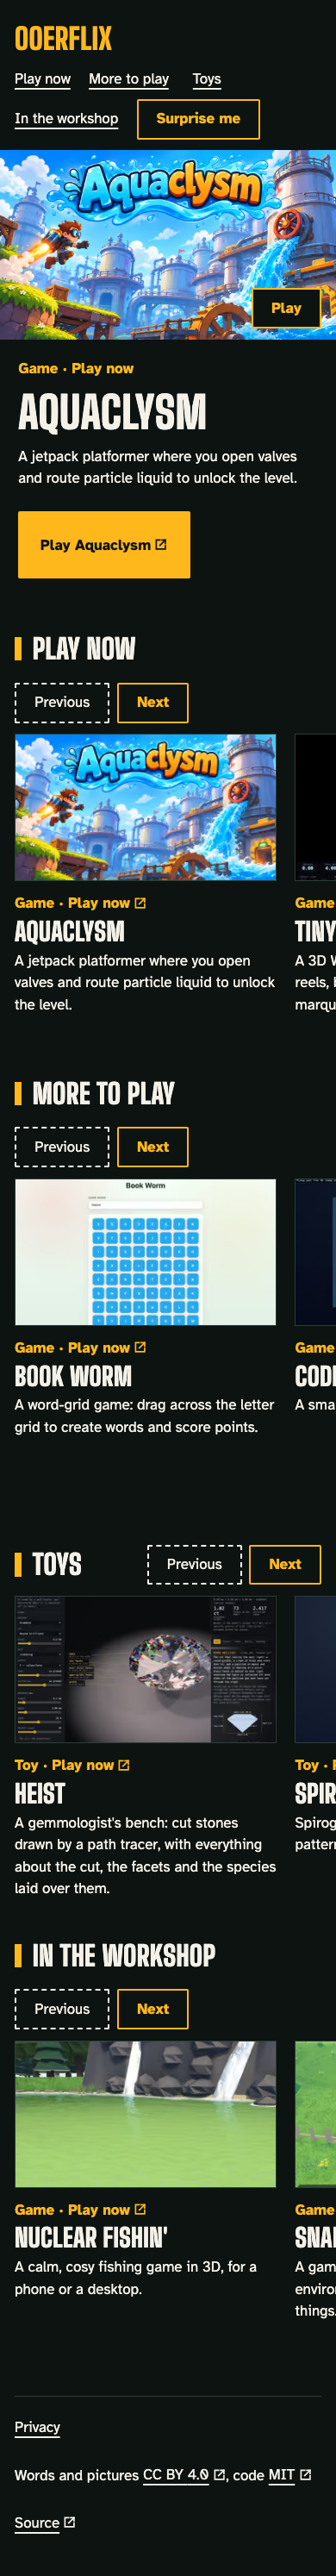 OOERFLIX
Play now More to play Toys
In the workshop Surprise me
Aquaclysm
Play
Game · Play now
AQUACLYSM
A jetpack platformer where you open valves
and route particle liquid to unlock the level.
Play Aquaclysm
PLAY NOW
Previous Next
Aquaclysm
Game · Play now Game
AQUACLYSM TINY
A jetpack platformer where you open A 3D
valves and route particle liquid to unlock reels,
the level. marqu
MORE TO PLAY
Previous Next
Book Worm
Game · Play now Game
BOOK WORM COD
A word-grid game: drag across the letter A sma
grid to create words and score points.
TOYS Previous Next
Toy · Play now Toy ·
HEIST SPIR
A gemmologist's bench: cut stones Spirog
drawn by a path tracer, with everything pattern
about the cut, the facets and the species
laid over them.
IN THE WORKSHOP
Previous Next
Game · Play now Game
NUCLEAR FISHIN' SNA
A calm, cosy fishing game in 3D, for a A gam
phone or a desktop. enviro
things.
Privacy
Words and pictures CC BY 4.0 , code MIT
Source